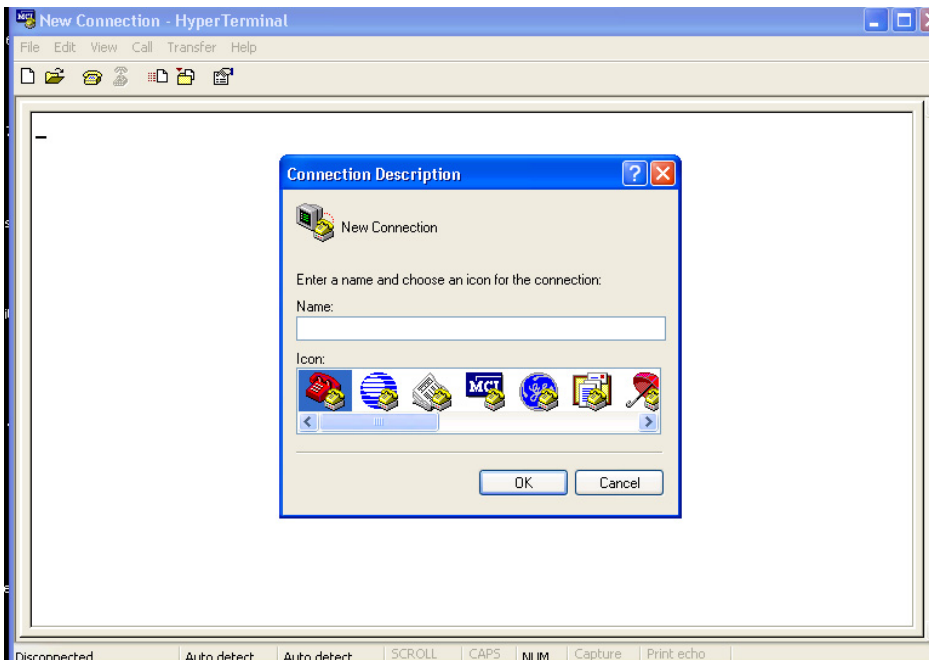 New Connection - HyperTerminal
File Edit View Call Transfer Help
Connection Description
New Connection
Enter a name and choose an icon for the connection:
Name:
Icon:
MCI
OK Cancel
Disconnected Auto detect Auto detect SCROLL CAPS NUM Capture Print echo